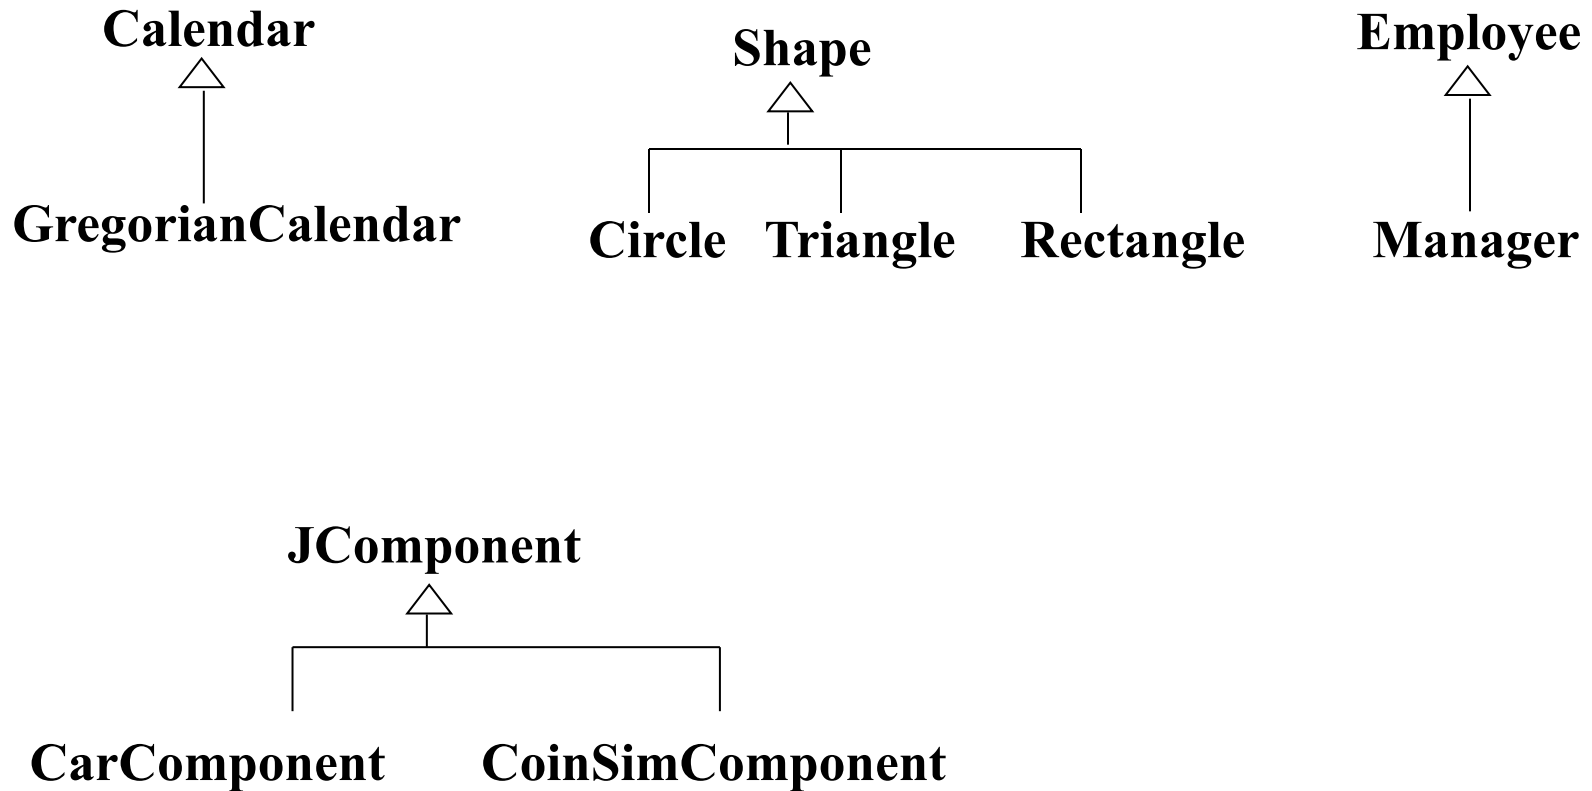 Calendar
Shape
Employee
GregorianCalendar
Circle Triangle Rectangle
Manager
JComponent
CarComponent CoinSimComponent